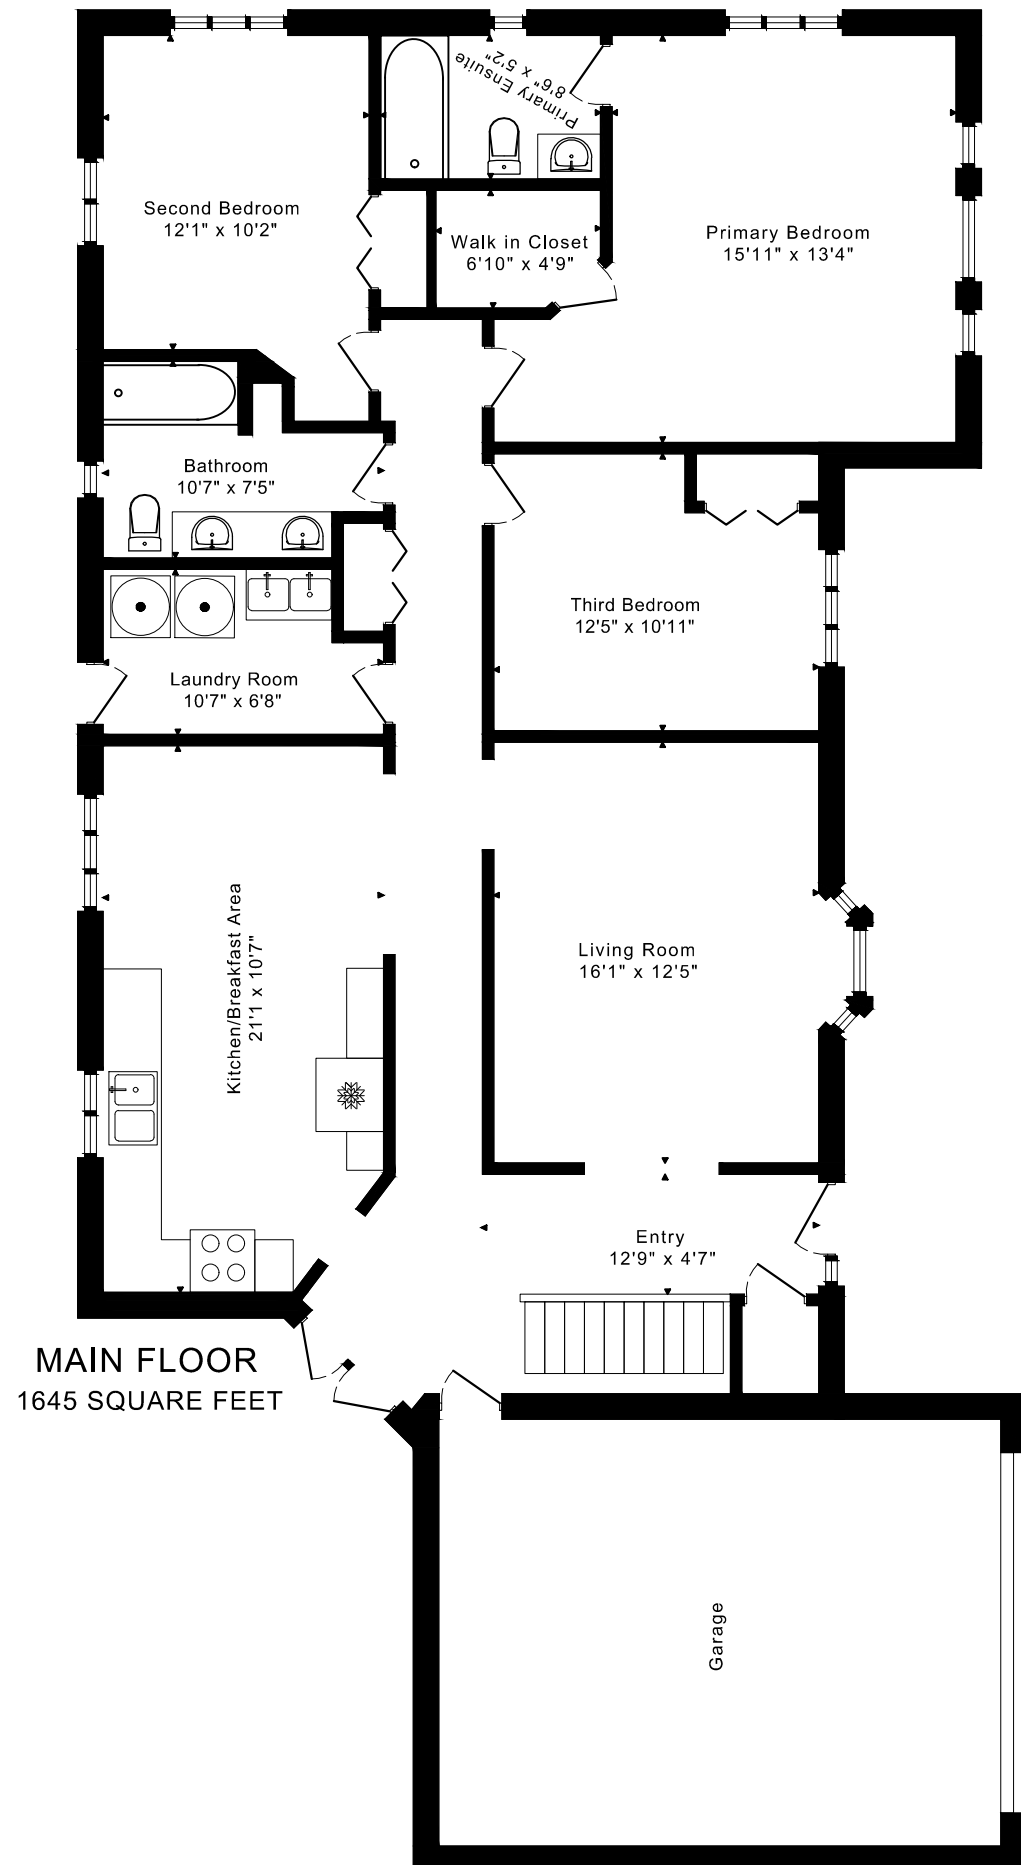 Primary Ensuite
8'6" x 5'2"
Second Bedroom
12'1" x 10'2"
Walk in Closet
6'10" x 4'9"
Primary Bedroom
15'11" x 13'4"
Bathroom
10'7" x 7'5"
Third Bedroom
12'5" x 10'11"
Laundry Room
10'7" x 6'8"
Kitchen/Breakfast Area
21'1 x 10'7"
Living Room
16'1" x 12'5"
Entry
12'9" x 4'7"
MAIN FLOOR
1645 SQUARE FEET
Garage